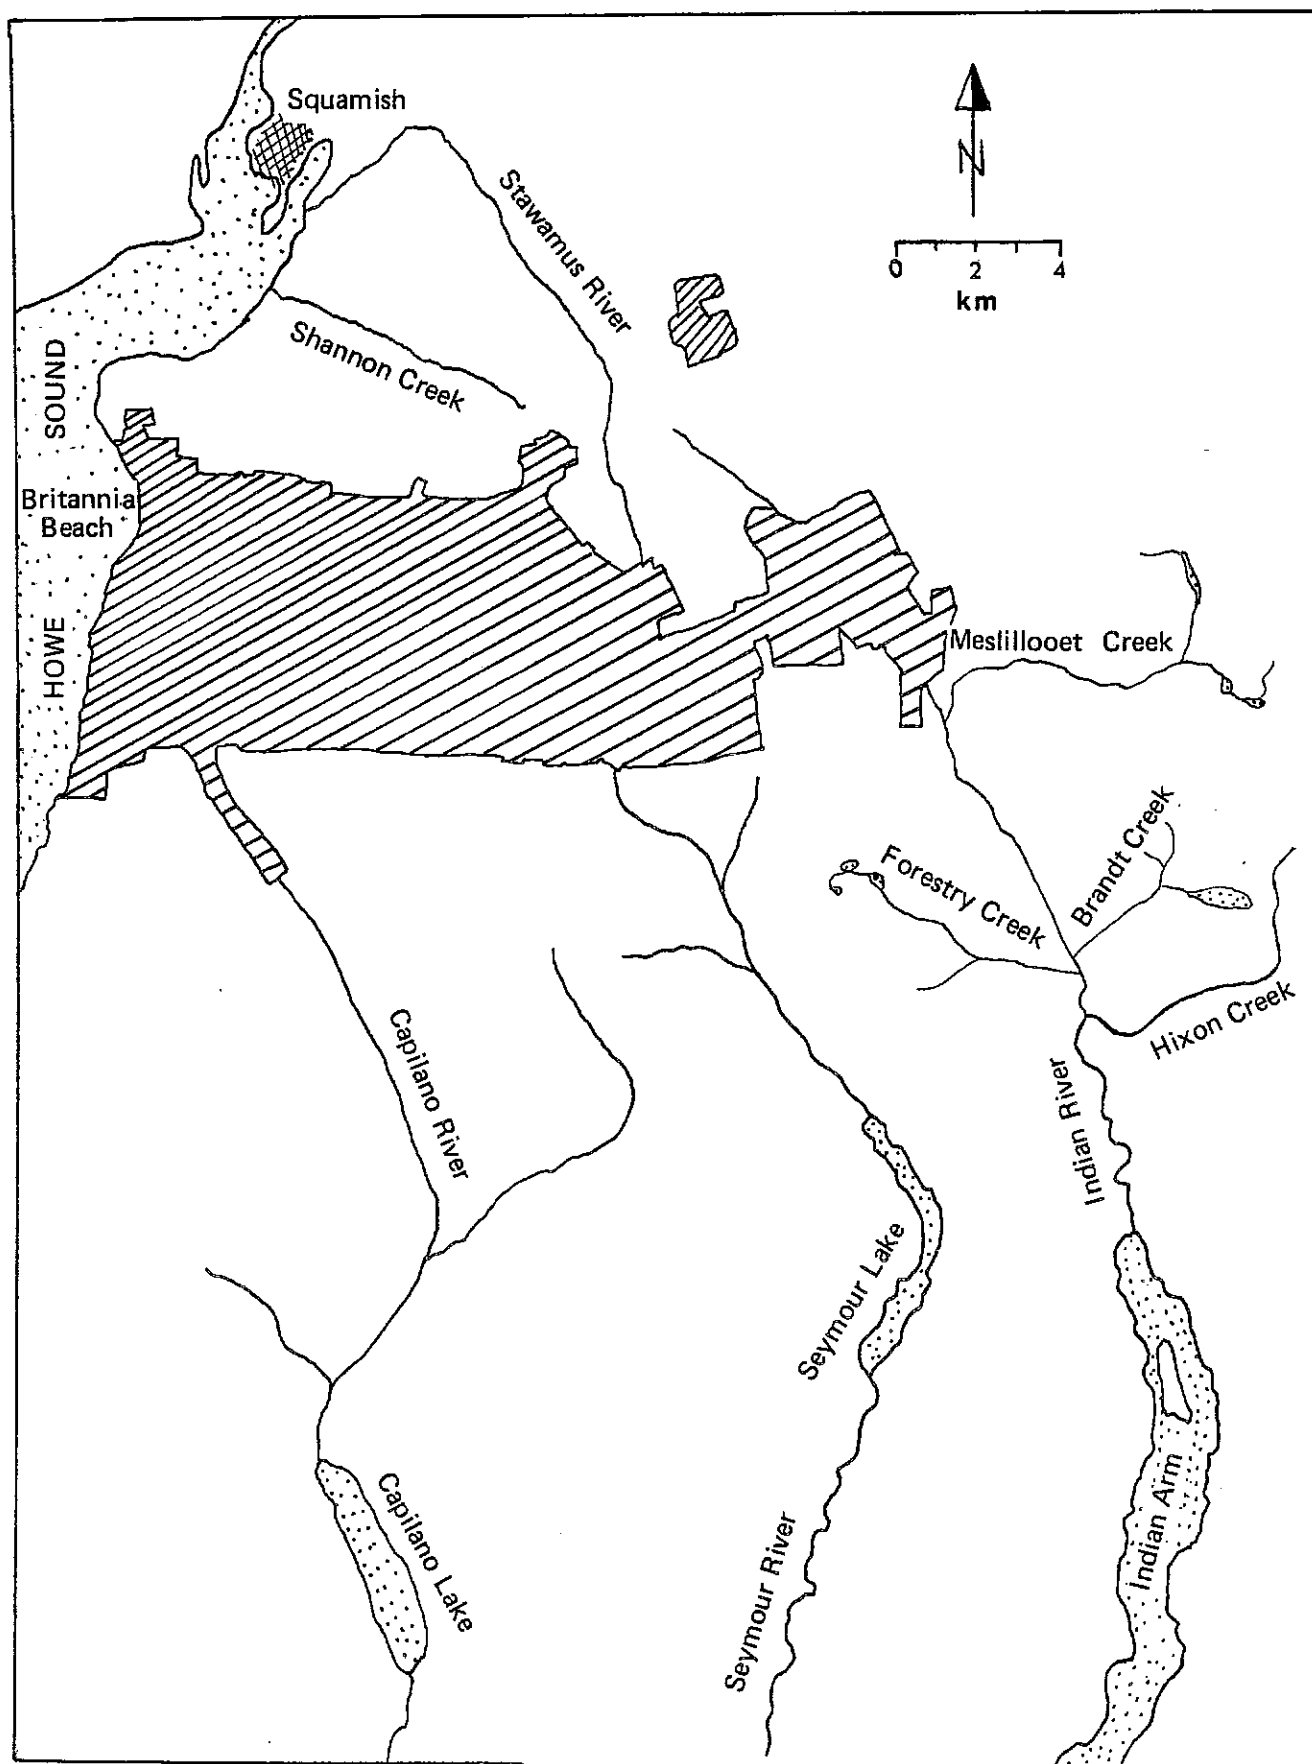 Squamish
N
0 2 4
km
Stawamus River
Shannon Creek
SOUND
Britannia
Beach
HOWE
Meslillooet Creek
Forestry Creek
Brandt Creek
Hixon Creek
Capilano River
Indian River
Seymour Lake
Capilano Lake
Seymour River
Indian Arm